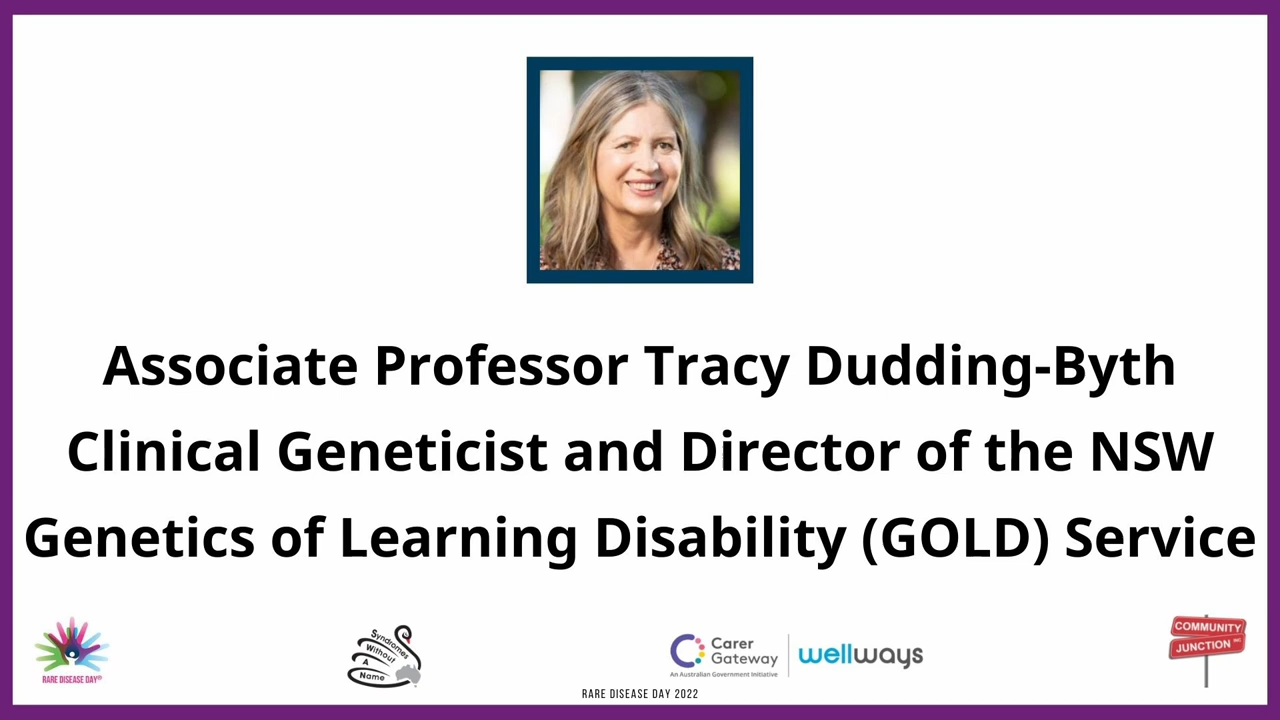 Associate Professor Tracy Dudding-Byth
Clinical Geneticist and Director of the NSW
Genetics of Learning Disability (GOLD) Service
RARE DISEASE DAY®
Syndromes
Without
A
Name
Carer
Gateway
An Australian Government Initiative
wellways
COMMUNITY
JUNCTION INC
RARE DISEASE DAY 2022